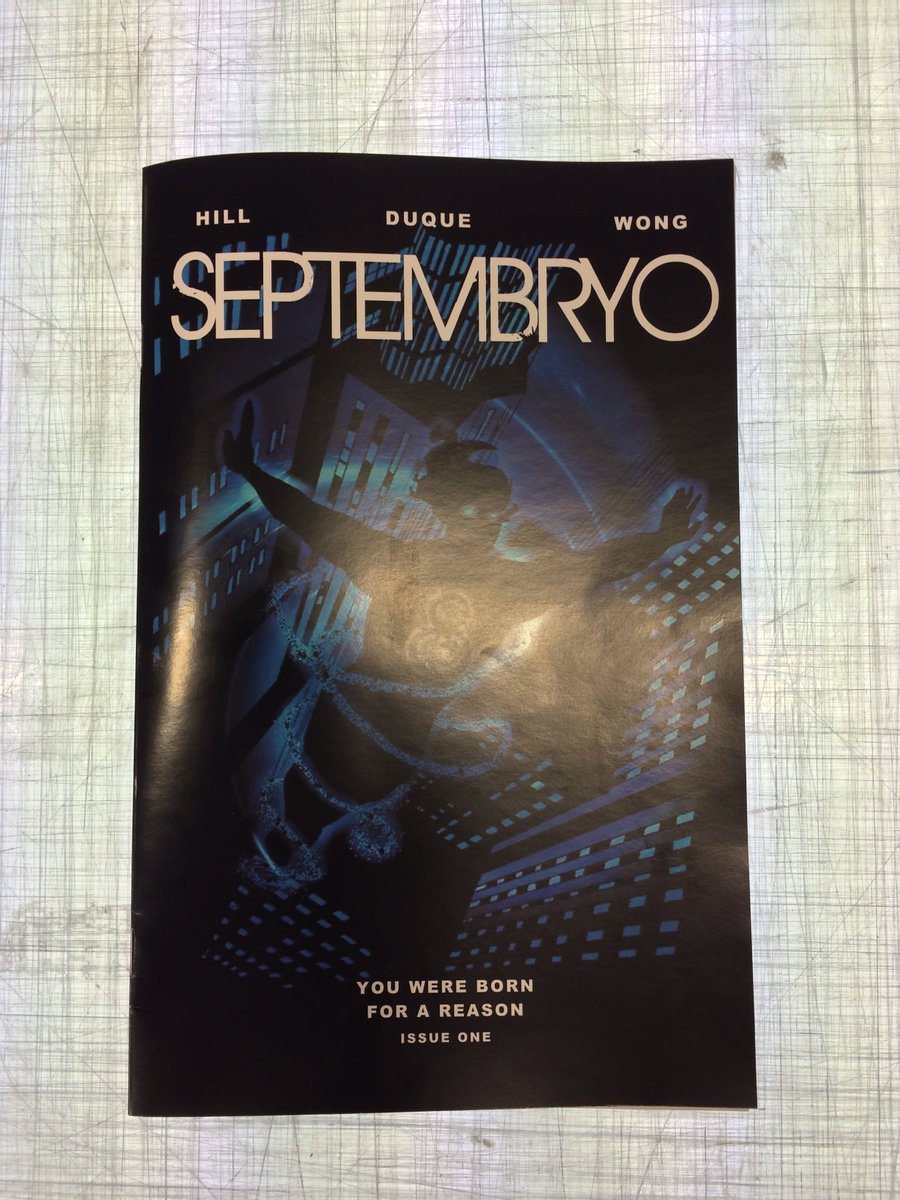 HILL DUQUE WONG
SEPTEMBRYO
YOU WERE BORN
FOR A REASON
ISSUE ONE